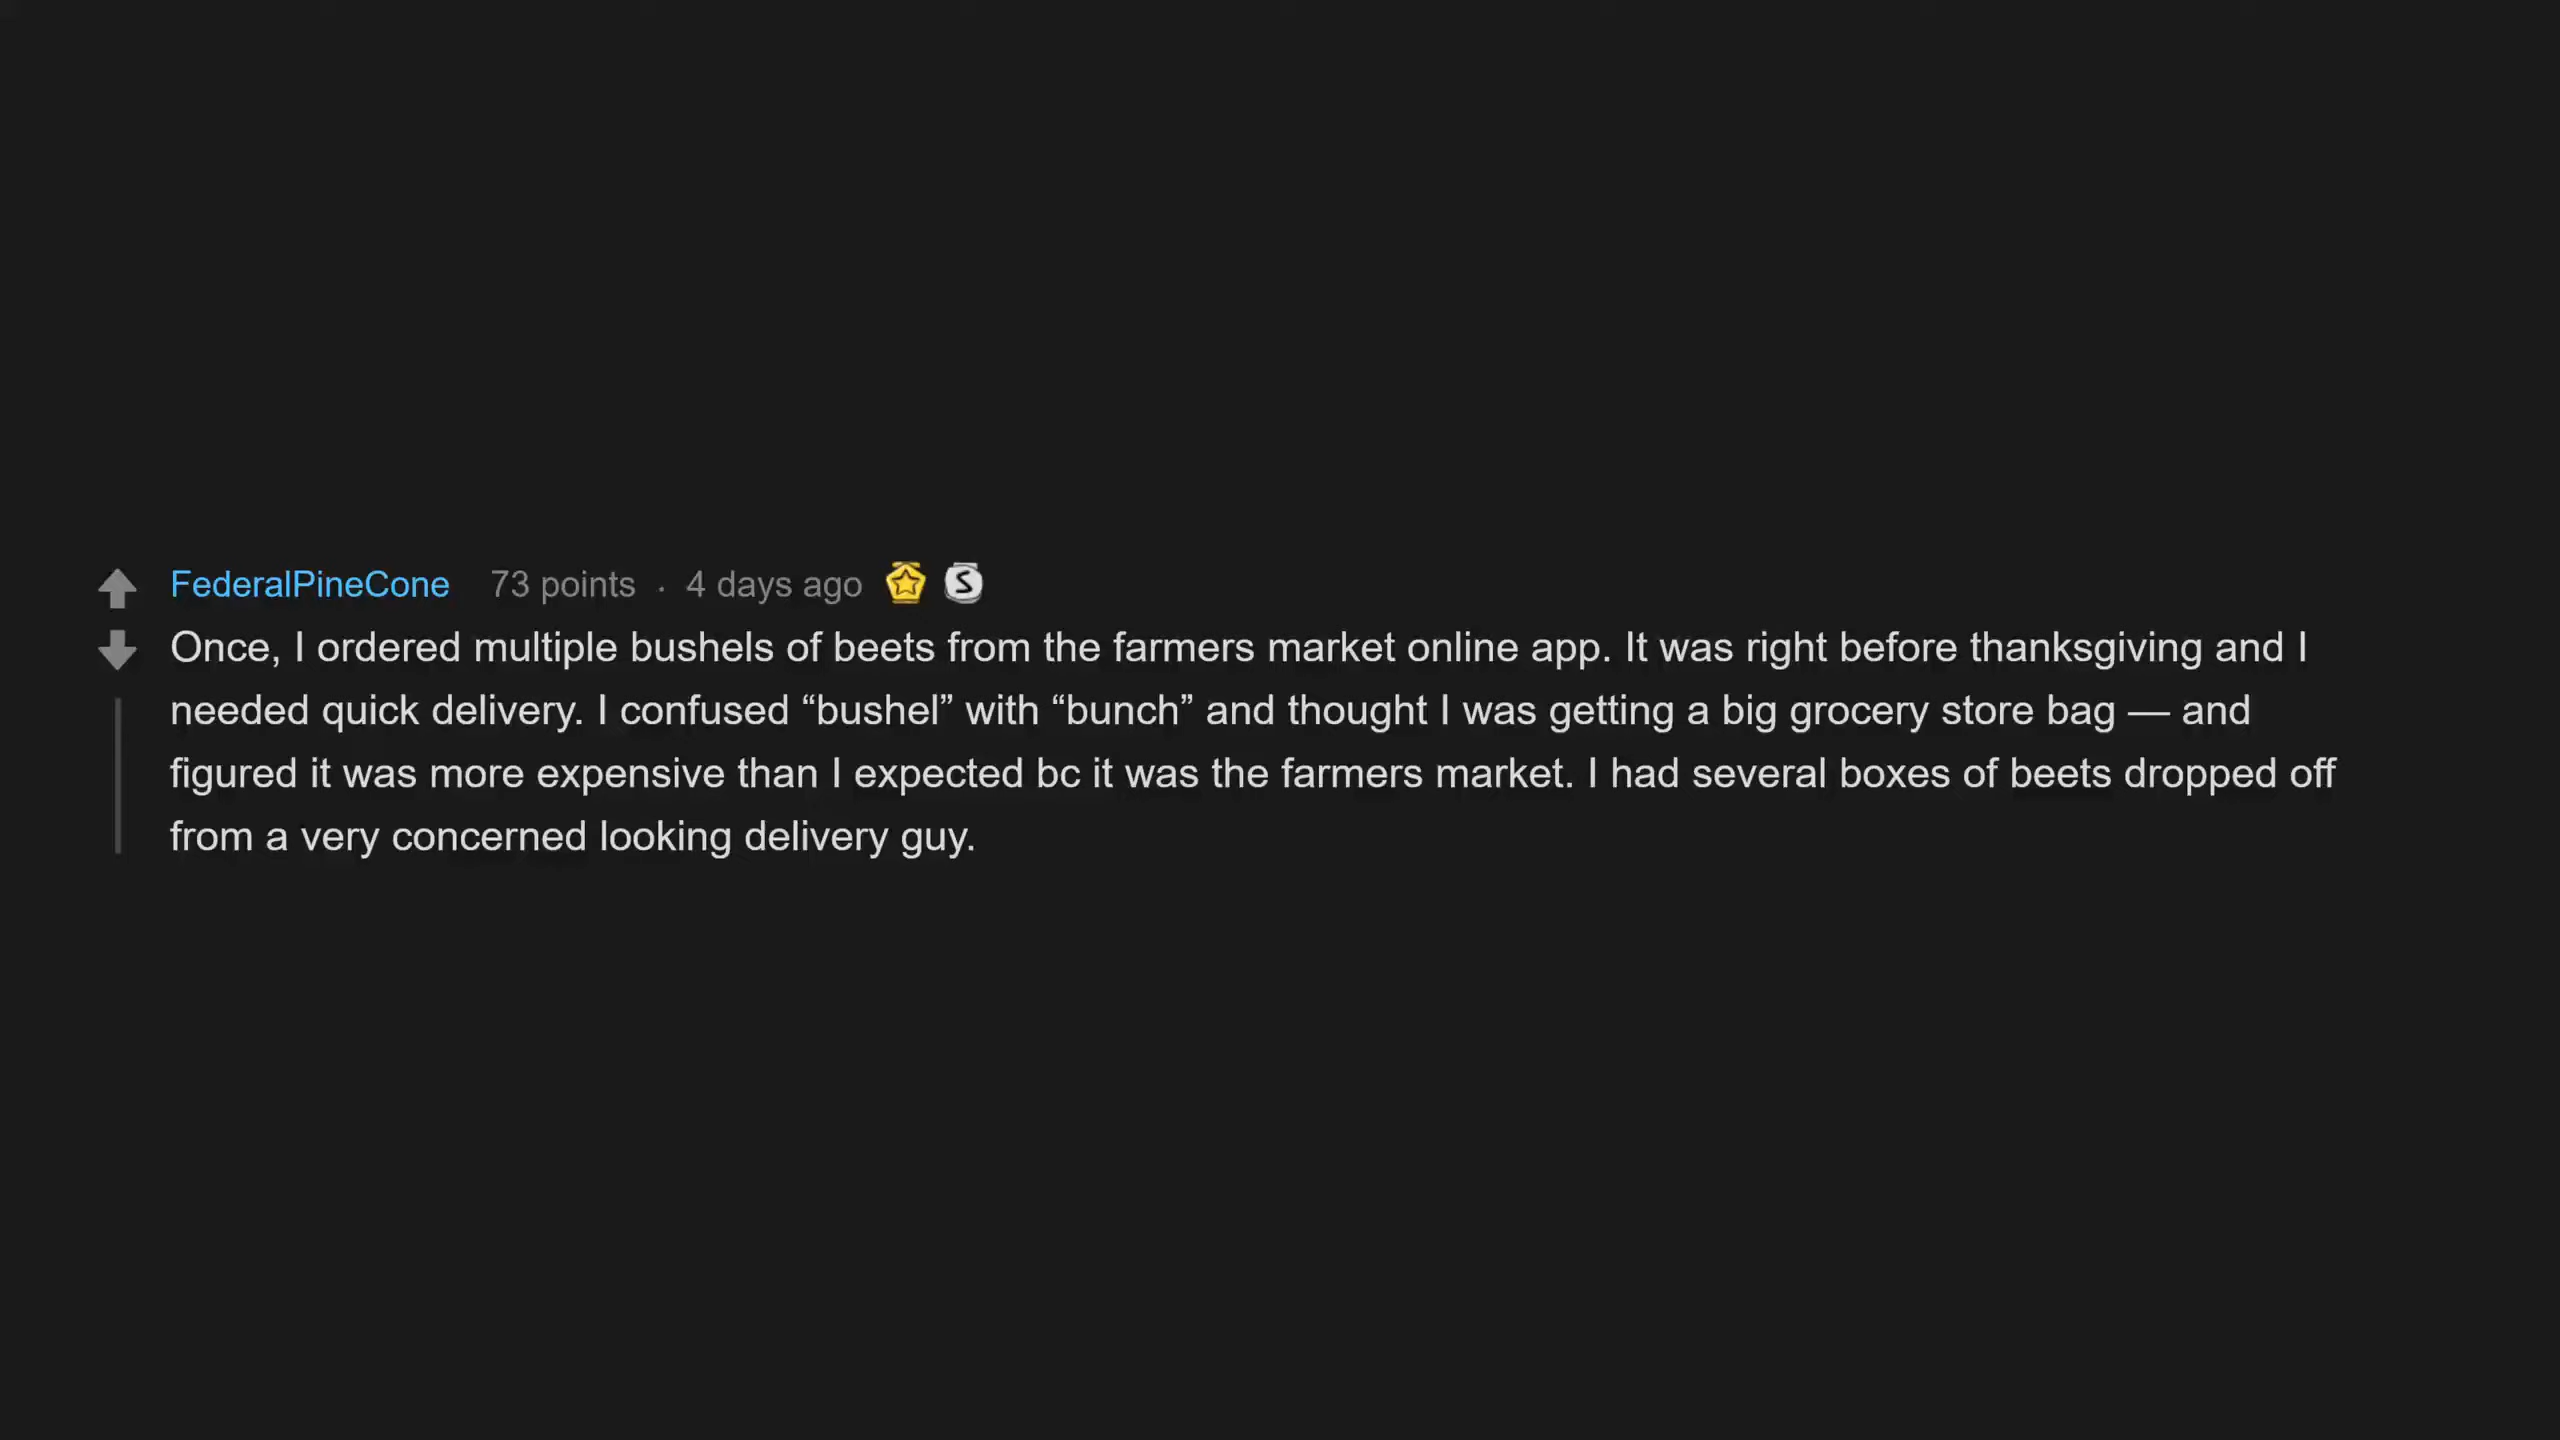 FederalPineCone 73 points · 4 days ago
Once, I ordered multiple bushels of beets from the farmers market online app. It was right before thanksgiving and I
needed quick delivery. I confused “bushel” with “bunch” and thought I was getting a big grocery store bag — and
figured it was more expensive than I expected bc it was the farmers market. I had several boxes of beets dropped off
from a very concerned looking delivery guy.